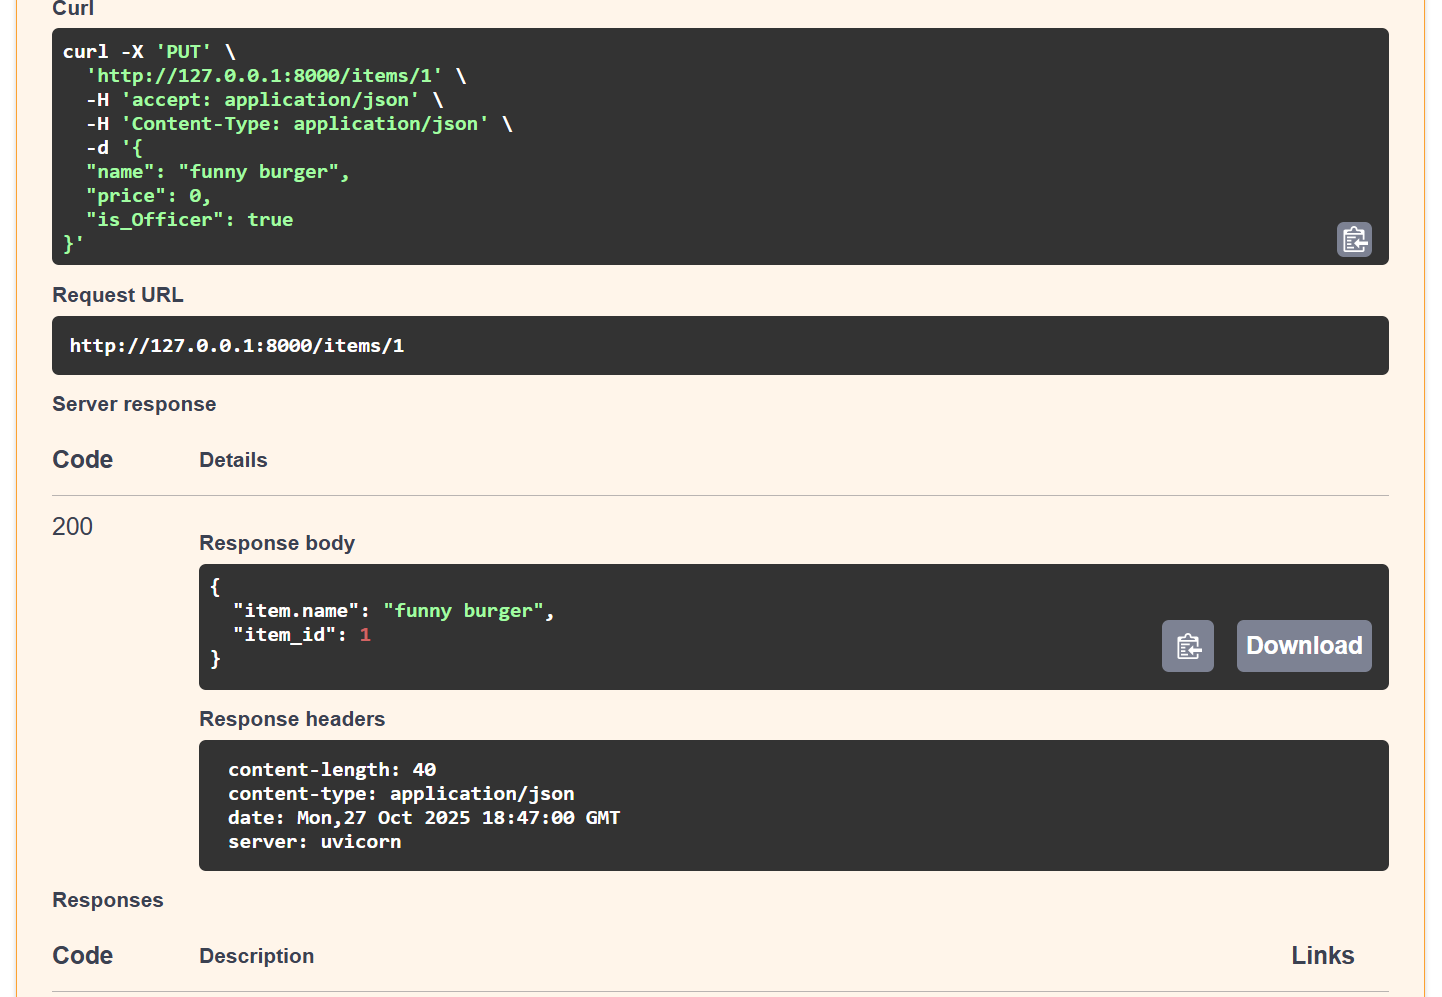 Curl
curl -X 'PUT' \
  'http://127.0.0.1:8000/items/1' \
  -H 'accept: application/json' \
  -H 'Content-Type: application/json' \
  -d '{
  "name": "funny burger",
  "price": 0,
  "is_Officer": true
}'
Request URL
http://127.0.0.1:8000/items/1
Server response
Code Details
200
Response body
{
  "item.name": "funny burger",
  "item_id": 1
}
Download
Response headers
content-length: 40
content-type: application/json
date: Mon,27 Oct 2025 18:47:00 GMT
server: uvicorn
Responses
Code Description Links